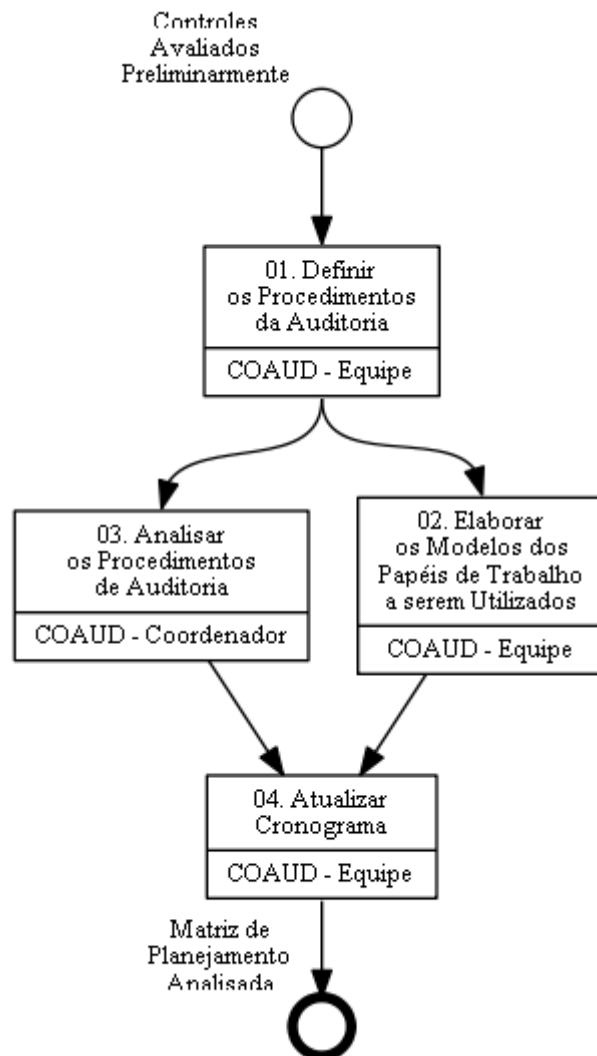 Controles
Avaliados
Preliminarmente
01. Definir
os Procedimentos
da Auditoria
COAUD - Equipe
03. Analisar
os Procedimentos
de Auditoria
COAUD - Coordenador
02. Elaborar
os Modelos dos
Papéis de Trabalho
a serem Utilizados
COAUD - Equipe
04. Atualizar
Cronograma
COAUD - Equipe
Matriz de
Planejamento
Analisada